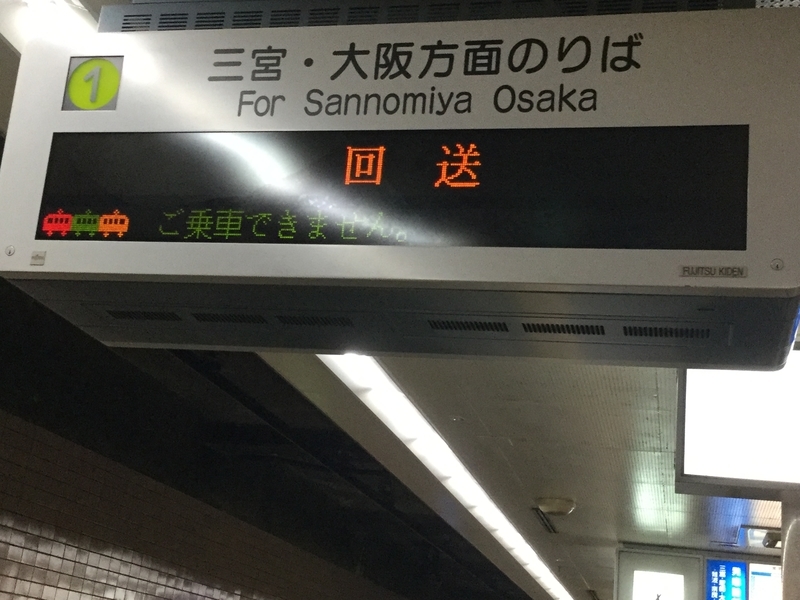 1
三宮・大阪方面のりば
For Sannomiya Osaka
回 送
ご乗車できません。
FUJITSU KIDEN